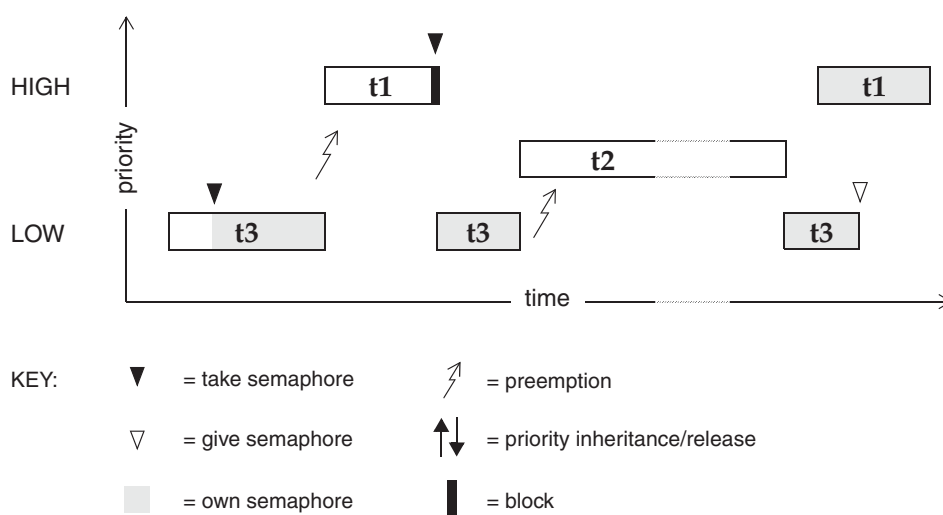 HIGH
t1
t1
priority
t2
LOW
t3
t3
t3
time
KEY:
= take semaphore
= preemption
= give semaphore
= priority inheritance/release
= own semaphore
= block